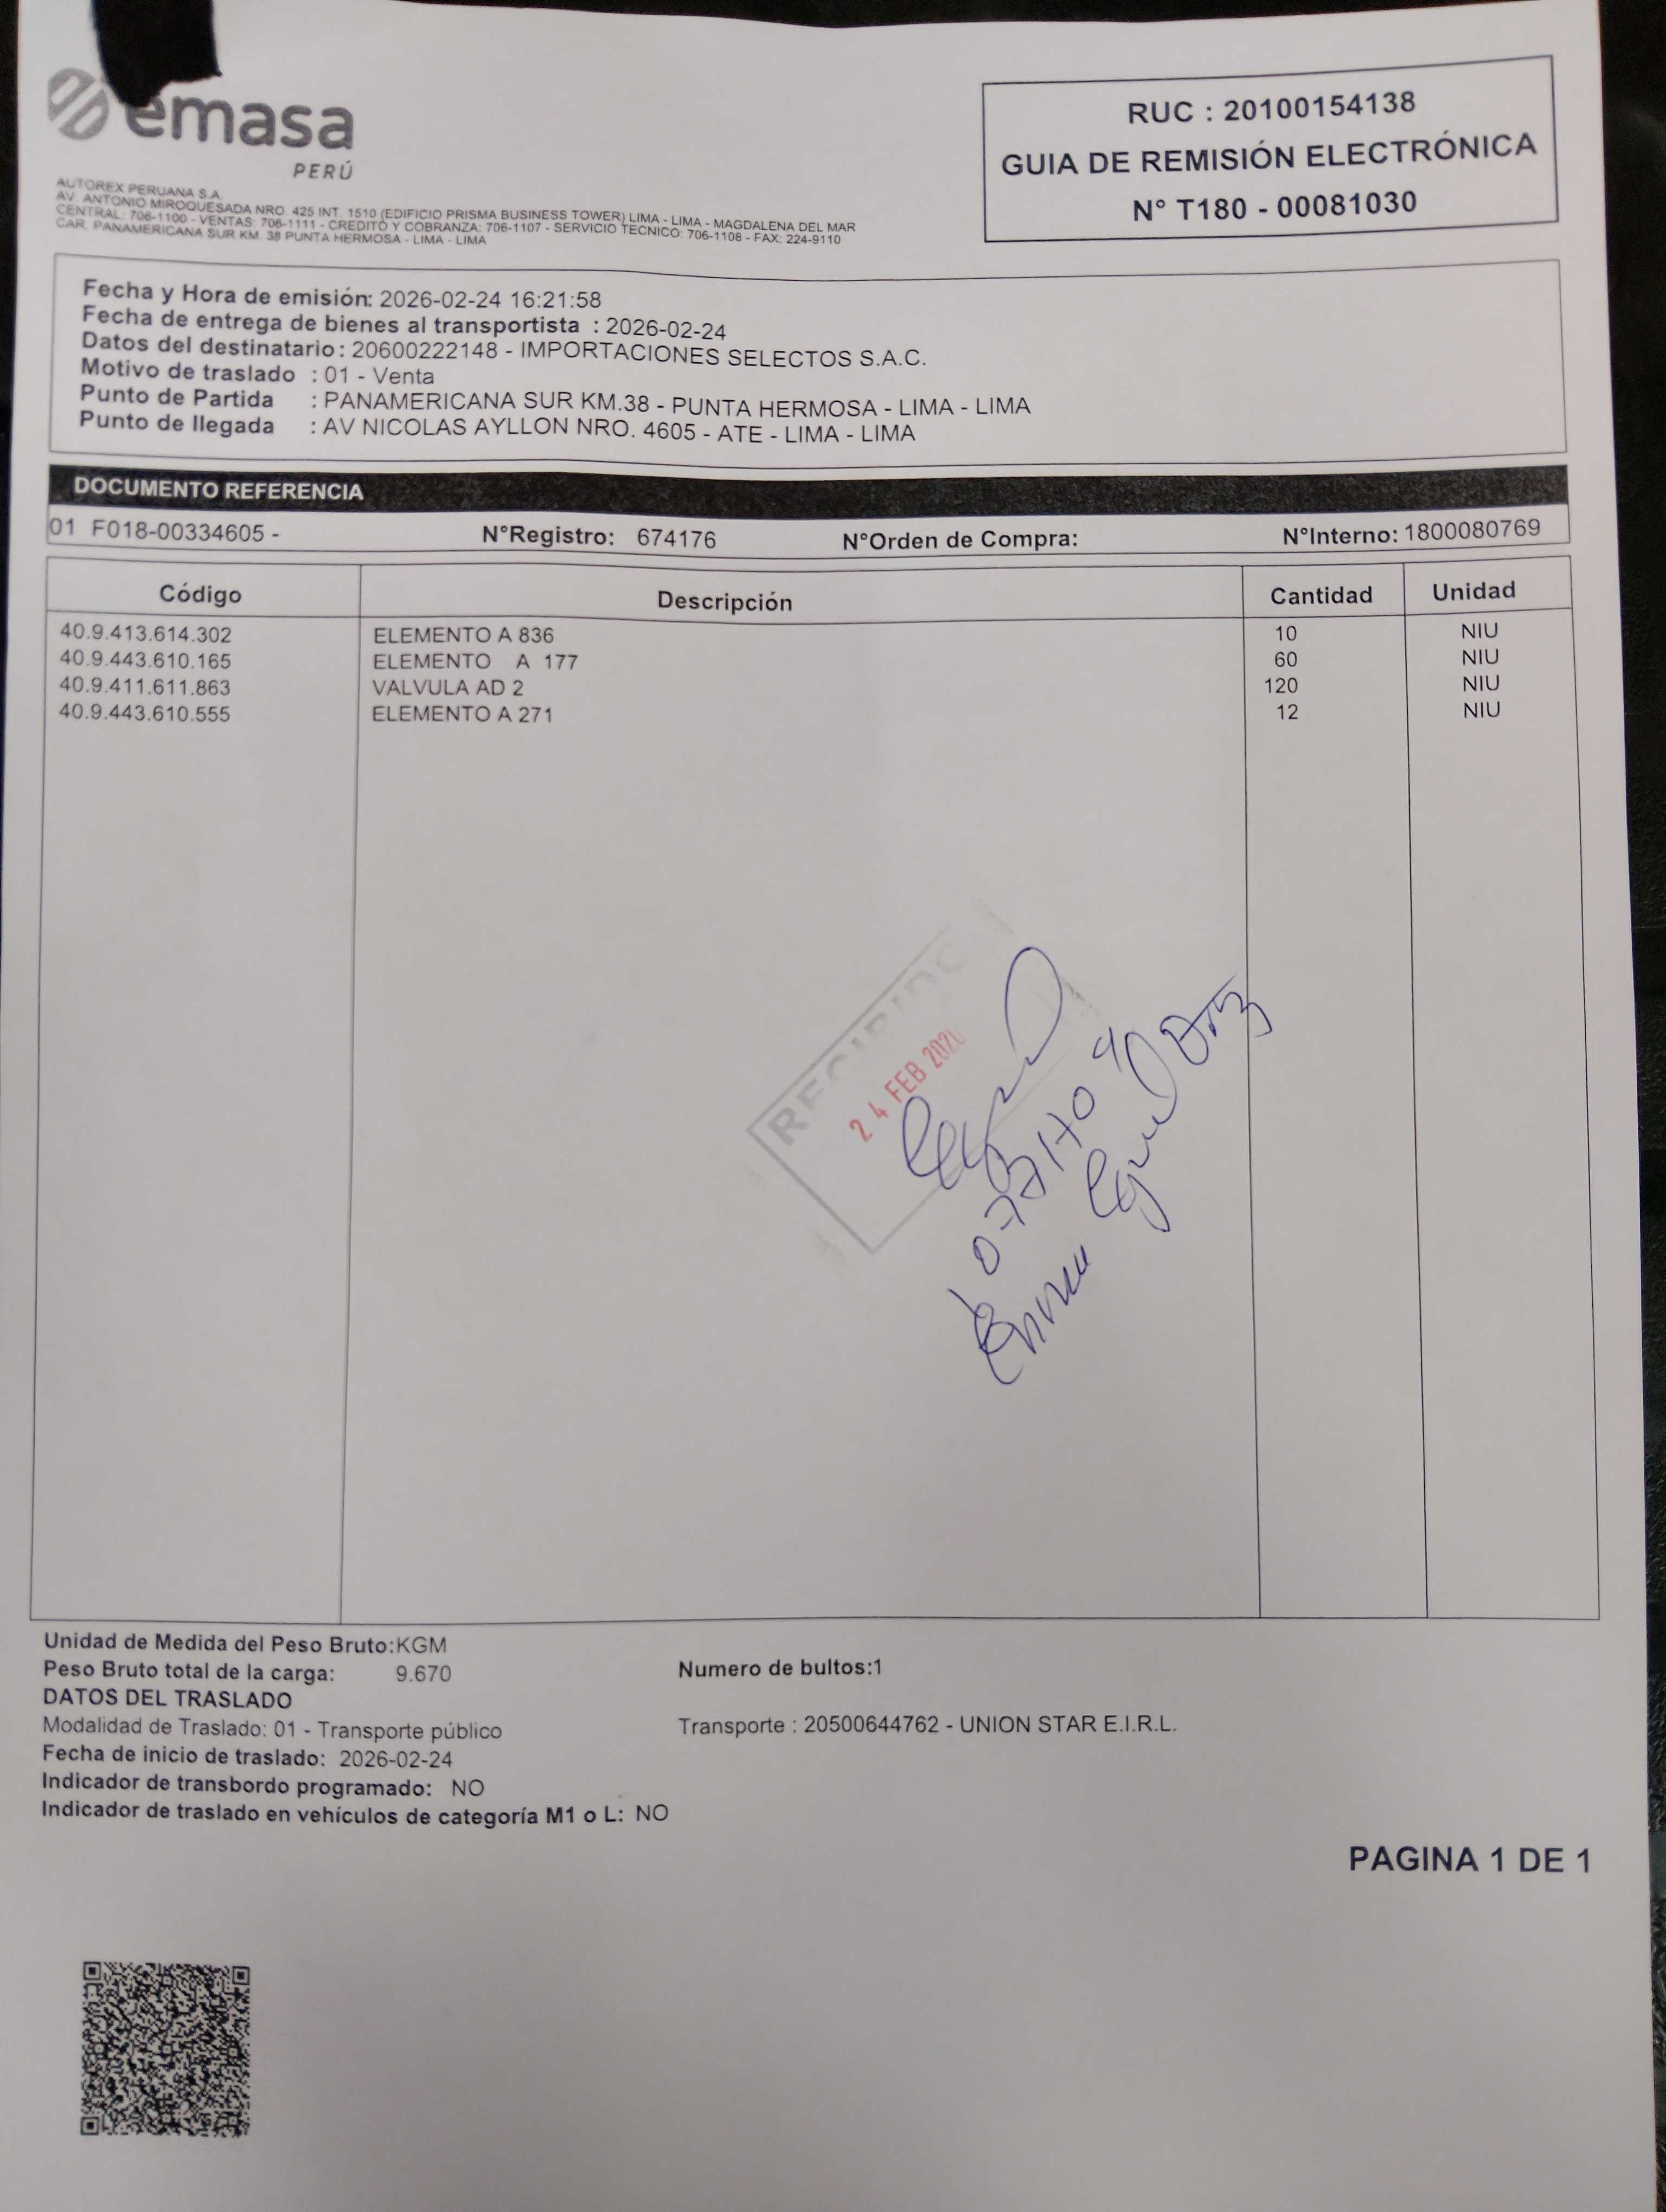 emasa
PERÚ
AUTOREX PERUANA S.A.
AV. ANTONIO MIROQUESADA NRO. 425 INT. 1510 (EDIFICIO PRISMA BUSINESS TOWER) LIMA - LIMA - MAGDALENA DEL MAR
CENTRAL: 706-1100 - VENTAS: 706-1111 - CREDITO Y COBRANZA: 706-1107 - SERVICIO TECNICO: 706-1108 - FAX: 224-9110
CAR. PANAMERICANA SUR KM. 38 PUNTA HERMOSA - LIMA - LIMA
RUC : 20100154138
GUIA DE REMISIÓN ELECTRÓNICA
N° T180 - 00081030
Fecha y Hora de emisión: 2026-02-24 16:21:58
Fecha de entrega de bienes al transportista : 2026-02-24
Datos del destinatario : 20600222148 - IMPORTACIONES SELECTOS S.A.C.
Motivo de traslado : 01 - Venta
Punto de Partida : PANAMERICANA SUR KM.38 - PUNTA HERMOSA - LIMA - LIMA
Punto de llegada : AV NICOLAS AYLLON NRO. 4605 - ATE - LIMA - LIMA
DOCUMENTO REFERENCIA
01 F018-00334605 - N°Registro: 674176 N°Orden de Compra: N°Interno: 1800080769
Código Descripción Cantidad Unidad
40.9.413.614.302 ELEMENTO A 836 10 NIU
40.9.443.610.165 ELEMENTO A 177 60 NIU
40.9.411.611.863 VALVULA AD 2 120 NIU
40.9.443.610.555 ELEMENTO A 271 12 NIU
RECIBIDO
24 FEB 2026
Unidad de Medida del Peso Bruto:KGM
Peso Bruto total de la carga: 9.670 Numero de bultos:1
DATOS DEL TRASLADO
Modalidad de Traslado: 01 - Transporte público Transporte : 20500644762 - UNION STAR E.I.R.L.
Fecha de inicio de traslado: 2026-02-24
Indicador de transbordo programado: NO
Indicador de traslado en vehículos de categoría M1 o L: NO
PAGINA 1 DE 1